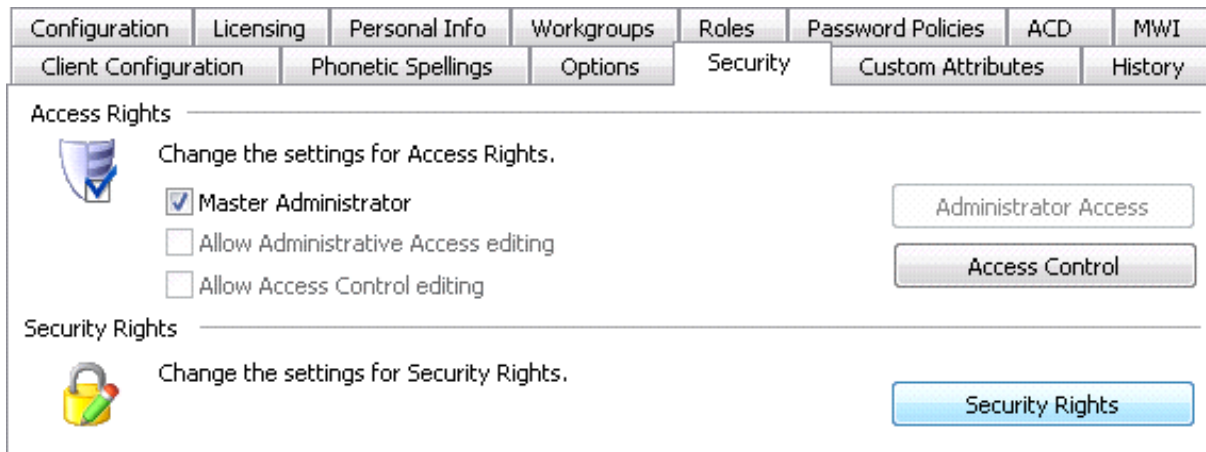 Configuration Licensing Personal Info Workgroups Roles Password Policies ACD MWI
Client Configuration Phonetic Spellings Options Security Custom Attributes History
Access Rights
Change the settings for Access Rights.
Master Administrator
Administrator Access
Allow Administrative Access editing
Access Control
Allow Access Control editing
Security Rights
Change the settings for Security Rights.
Security Rights